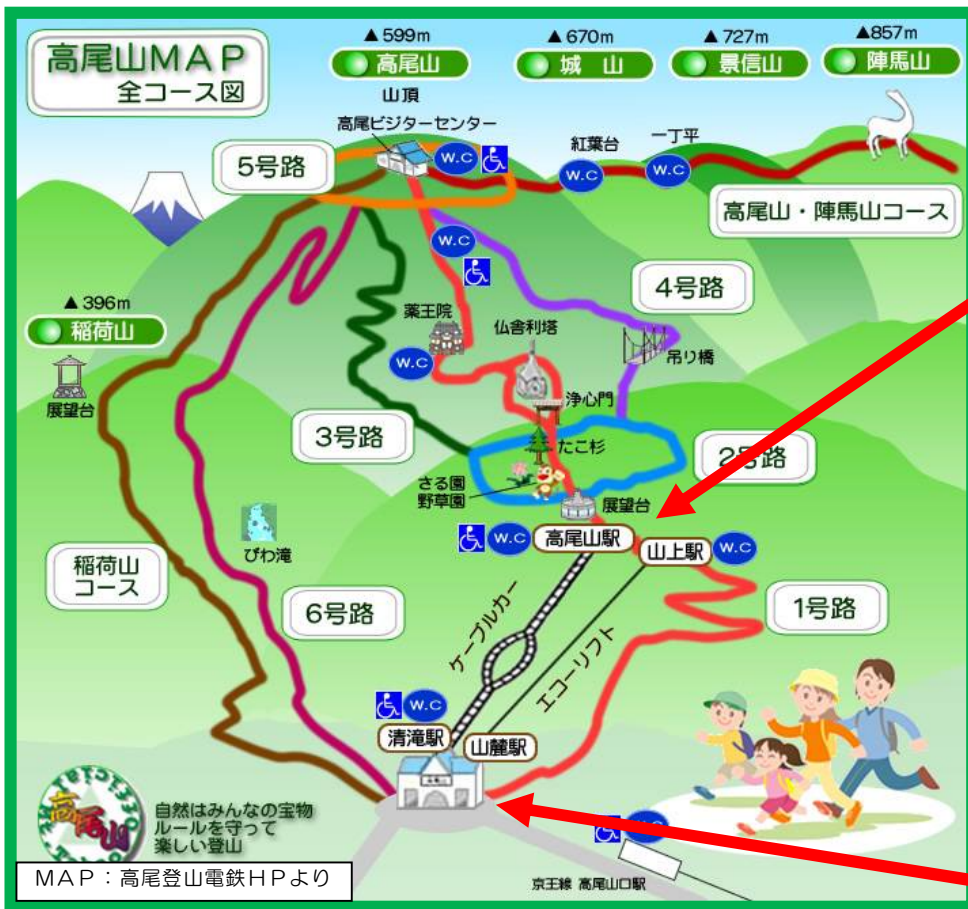 高尾山MAP
全コース図
▲599m
高尾山
▲670m
城 山
▲727m
景信山
▲857m
陣馬山
山頂
高尾ビジターセンター
5号路
W.C
紅葉台
W.C
一丁平
W.C
高尾山・陣馬山コース
W.C
4号路
▲396m
稲荷山
展望台
薬王院
W.C
仏舎利塔
吊り橋
浄心門
3号路
たこ杉
2号路
さる園
野草園
展望台
W.C
高尾山駅
山上駅
W.C
びわ滝
稲荷山
コース
6号路
1号路
ケーブルカー
エコーリフト
W.C
清滝駅
山麓駅
高尾山
自然はみんなの宝物
ルールを守って
楽しい登山
W.C
京王線 高尾山口駅
MAP：高尾登山電鉄HPより